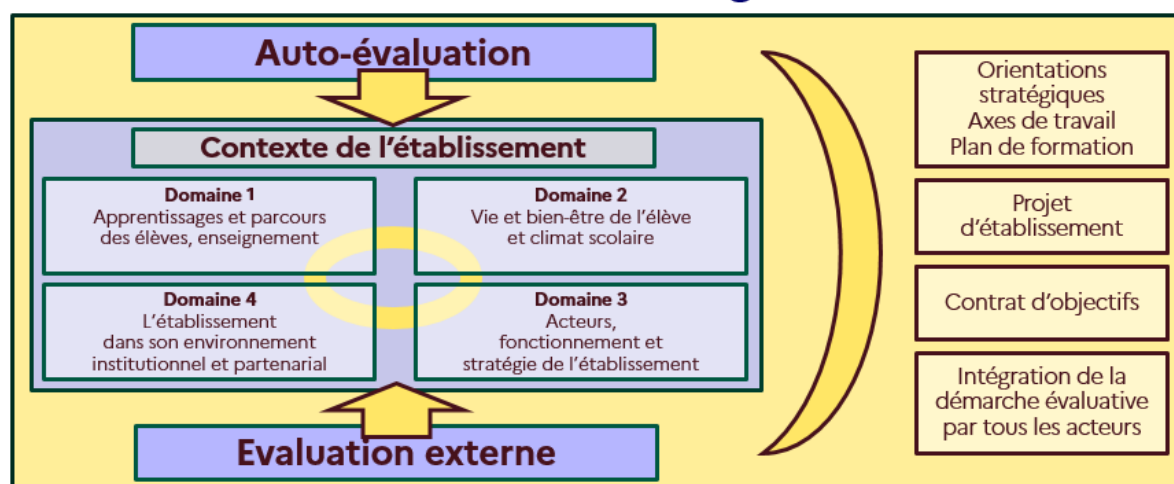 Auto-évaluation
Contexte de l'établissement
Domaine 1
Apprentissages et parcours
des élèves, enseignement
Domaine 2
Vie et bien-être de l'élève
et climat scolaire
Domaine 4
L'établissement
dans son environnement
institutionnel et partenarial
Domaine 3
Acteurs,
fonctionnement et
stratégie de l'établissement
Evaluation externe
Orientations
stratégiques
Axes de travail
Plan de formation
Projet
d'établissement
Contrat d'objectifs
Intégration de la
démarche évaluative
par tous les acteurs